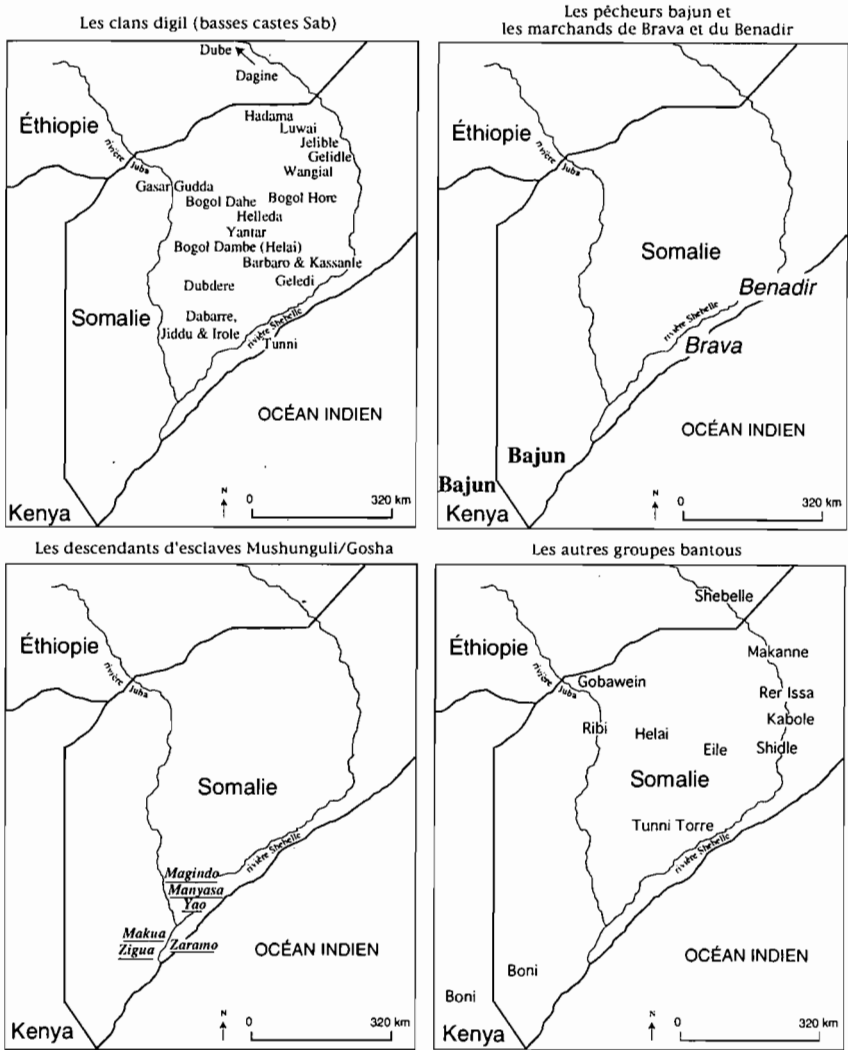 Les clans digil (basses castes Sab)
Dube
Dagine
Éthiopie
rivière
Juba
Hadama
Luwai
Jelible
Gelidle
Wangial
Gasar Gudda
Bogol Dahe
Bogol Hore
Helleda
Yantar
Bogol Dambe (Helai)
Barbaro & Kassanle
Geledi
Dubdere
Somalie
Dabarre,
Jiddu & Irole
rivière Shebelle
Tunni
OCÉAN INDIEN
Kenya
N
0
320 km
Les pêcheurs bajun et
les marchands de Brava et du Benadir
Éthiopie
rivière
Juba
Somalie
Benadir
rivière Shebelle
Brava
OCÉAN INDIEN
Bajun
Bajun
Kenya
N
0
320 km
Les descendants d'esclaves Mushunguli/Gosha
Éthiopie
rivière
Juba
Somalie
rivière Shebelle
Magindo
Manyasa
Yao
Makua
Zigua
Zaramo
OCÉAN INDIEN
Kenya
N
0
320 km
Les autres groupes bantous
Shebelle
Éthiopie
rivière
Juba
Makanne
Gobawein
Rer Issa
Kabole
Ribi
Helai
Eile
Shidle
Somalie
Tunni Torre
rivière Shebelle
OCÉAN INDIEN
Boni
Boni
Kenya
N
0
320 km